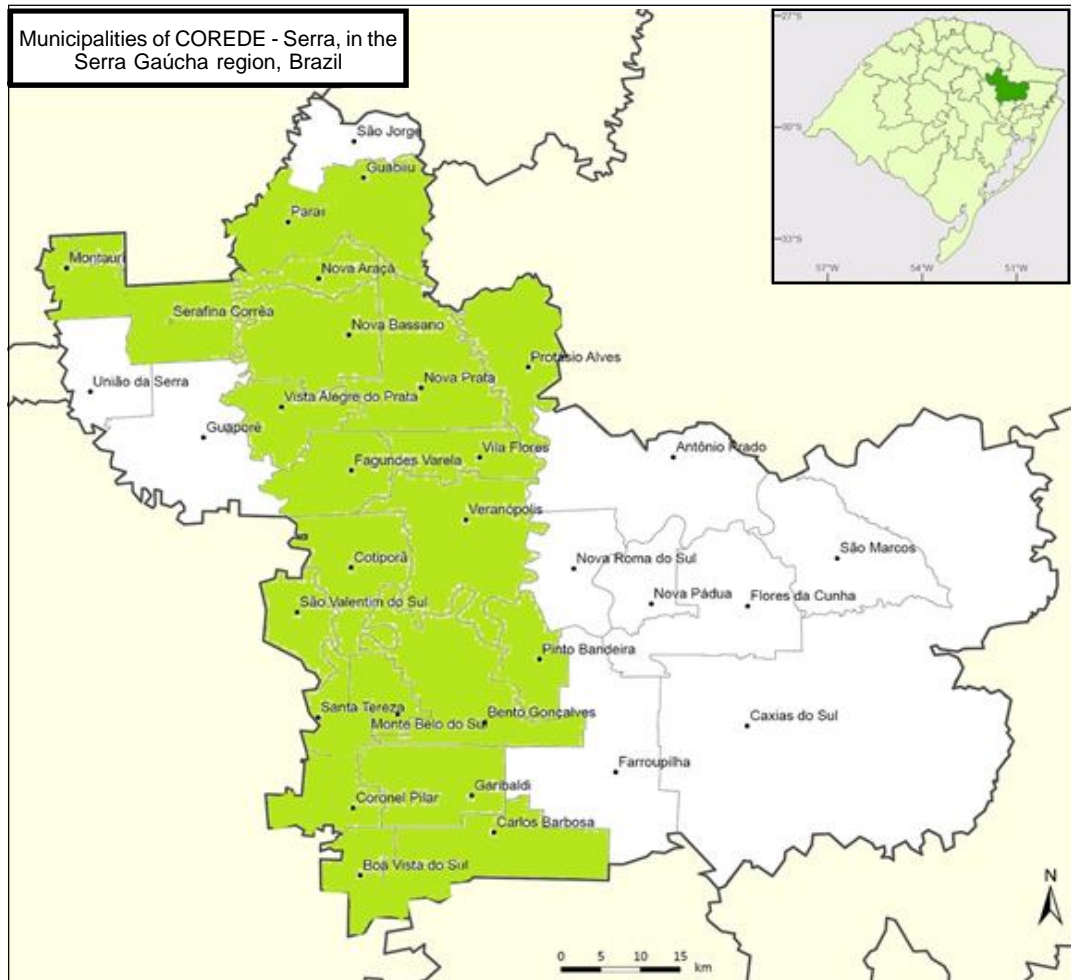 Municipalities of COREDE - Serra, in the
Serra Gaúcha region, Brazil
27°S
30°S
33°S
57°W 54°W 51°W
São Jorge
Guabiju
Paraí
Montauri
Nova Araçá
Serafina Corrêa
Nova Bassano
Protásio Alves
União da Serra
Nova Prata
Vista Alegre do Prata
Guaporé
Antônio Prado
Vila Flores
Fagundes Varela
Veranópolis
São Marcos
Cotiporã
Nova Roma do Sul
Nova Pádua
Flores da Cunha
São Valentim do Sul
Pinto Bandeira
Santa Tereza
Monte Belo do Sul
Bento Gonçalves
Caxias do Sul
Farroupilha
Garibaldi
Coronel Pilar
Carlos Barbosa
Boa Vista do Sul
N
0 5 10 15
km